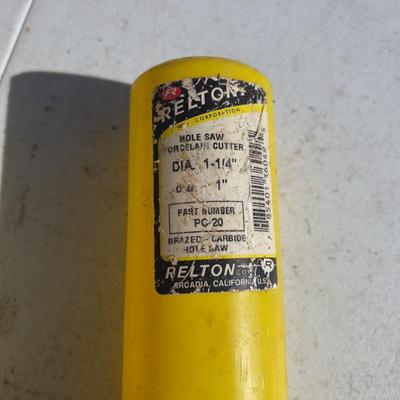 R
RELTON
CORPORATION
HOLE SAW
PORCELAIN CUTTER
DIA. 1-1/4"
1"
PART NUMBER
PC-20
BRAZED - CARBIDE
HOLE SAW
RELTON CORP. R
ARCADIA, CALIFORNIA, U.S.A.